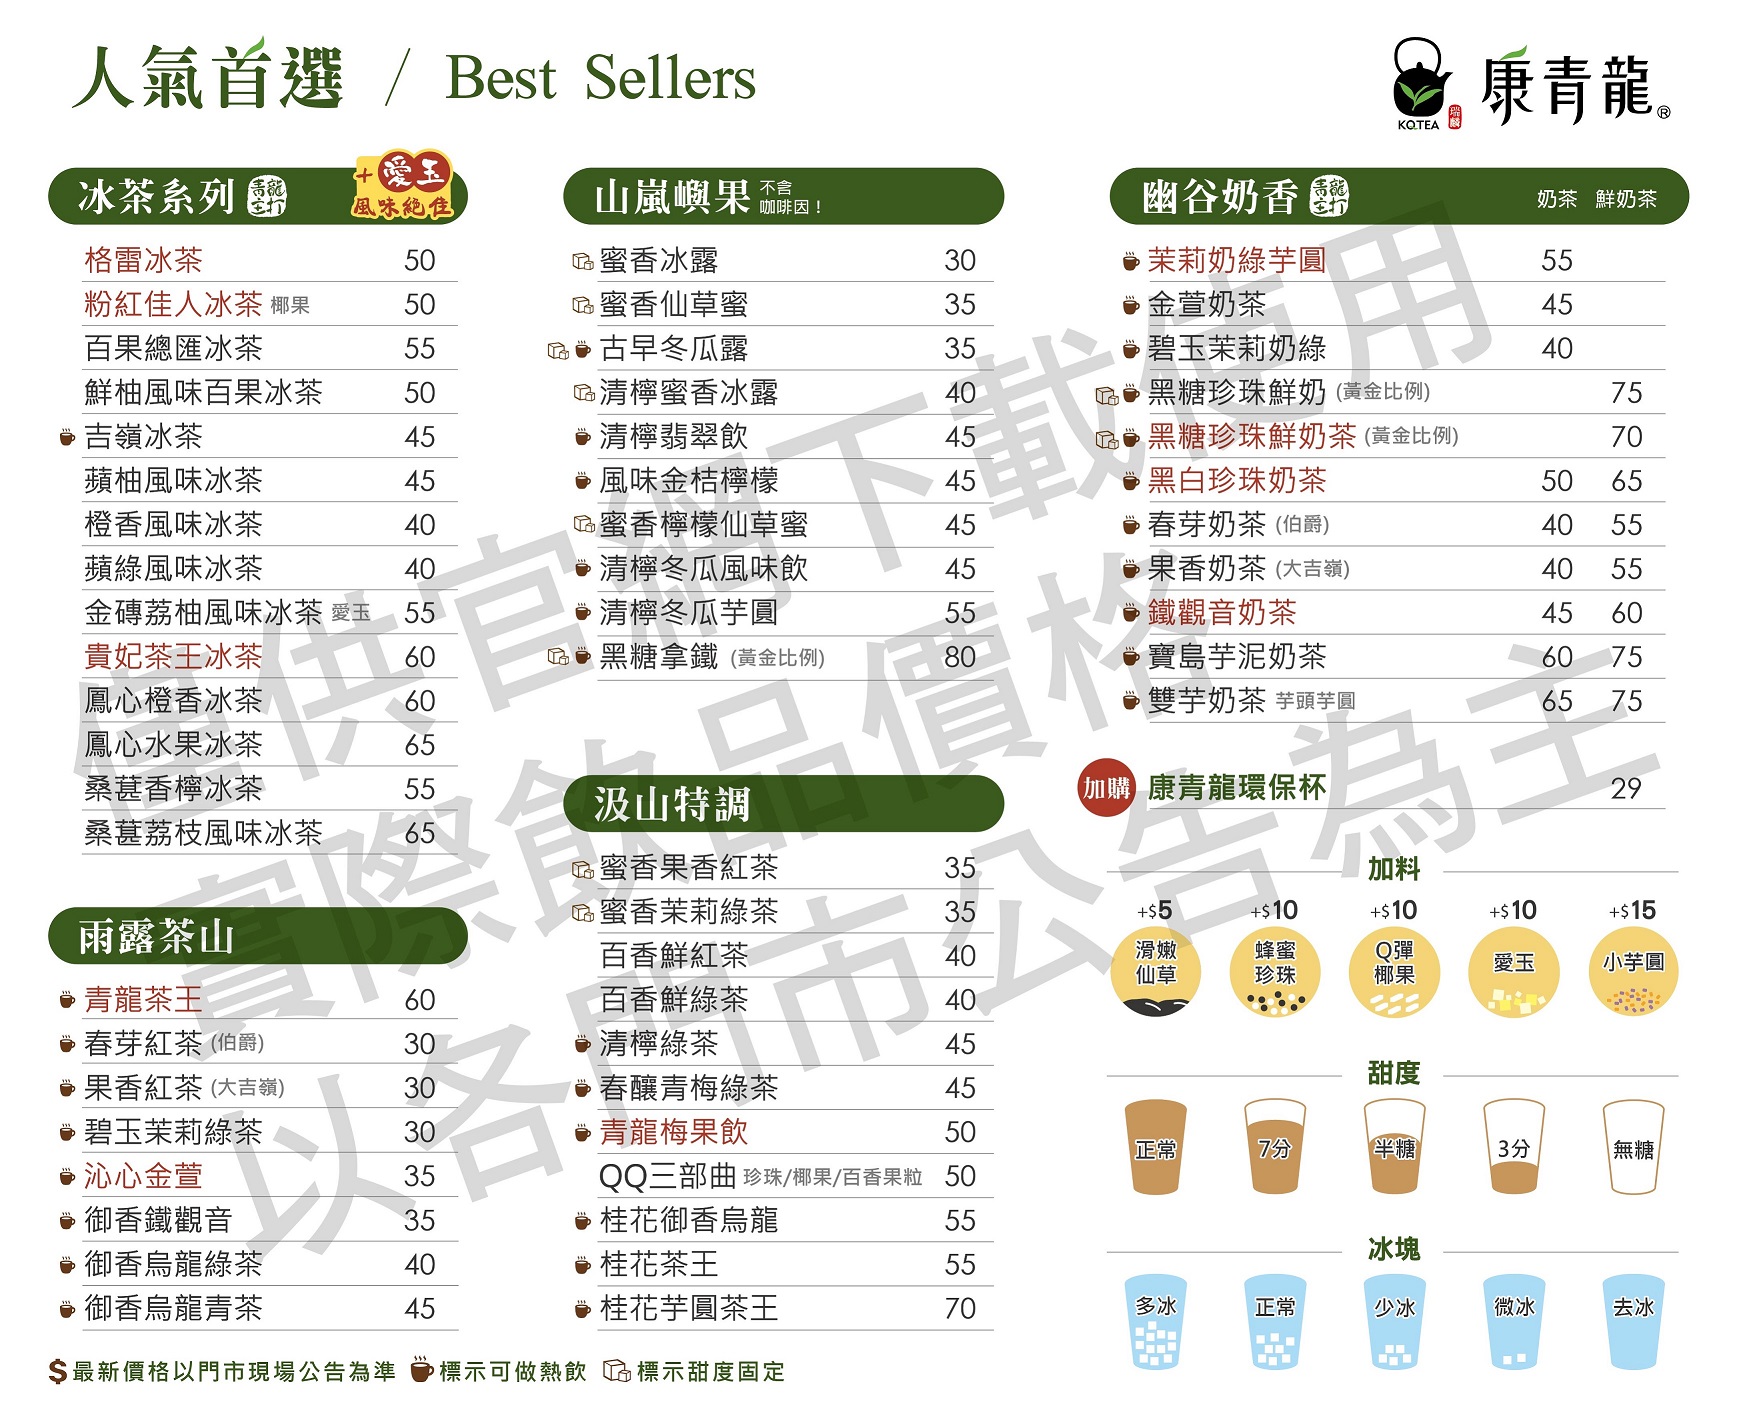 人氣首選 / Best Sellers
KQTEA 瑞麟 康青龍®
冰茶系列 青龍主打
+愛玉
風味絕佳
格雷冰茶 50
粉紅佳人冰茶 椰果 50
百果總匯冰茶 55
鮮柚風味百果冰茶 50
吉嶺冰茶 45
蘋柚風味冰茶 45
橙香風味冰茶 40
蘋綠風味冰茶 40
金磚荔柚風味冰茶 愛玉 55
貴妃茶王冰茶 60
鳳心橙香冰茶 60
鳳心水果冰茶 65
桑葚香檸冰茶 55
桑葚荔枝風味冰茶 65
雨露茶山
青龍茶王 60
春芽紅茶 (伯爵) 30
果香紅茶 (大吉嶺) 30
碧玉茉莉綠茶 30
沁心金萱 35
御香鐵觀音 35
御香烏龍綠茶 40
御香烏龍青茶 45
山嵐嶼果 不含
咖啡因！
蜜香冰露 30
蜜香仙草蜜 35
古早冬瓜露 35
清檸蜜香冰露 40
清檸翡翠飲 45
風味金桔檸檬 45
蜜香檸檬仙草蜜 45
清檸冬瓜風味飲 45
清檸冬瓜芋圓 55
黑糖拿鐵 (黃金比例) 80
汲山特調
蜜香果香紅茶 35
蜜香茉莉綠茶 35
百香鮮紅茶 40
百香鮮綠茶 40
清檸綠茶 45
春釀青梅綠茶 45
青龍梅果飲 50
QQ三部曲 珍珠/椰果/百香果粒 50
桂花御香烏龍 55
桂花茶王 55
桂花芋圓茶王 70
幽谷奶香 青龍主打 奶茶 鮮奶茶
茉莉奶綠芋圓 55
金萱奶茶 45
碧玉茉莉奶綠 40
黑糖珍珠鮮奶 (黃金比例) 75
黑糖珍珠鮮奶茶 (黃金比例) 70
黑白珍珠奶茶 50 65
春芽奶茶 (伯爵) 40 55
果香奶茶 (大吉嶺) 40 55
鐵觀音奶茶 45 60
寶島芋泥奶茶 60 75
雙芋奶茶 芋頭芋圓 65 75
加購 康青龍環保杯 29
加料
+$5 +$10 +$10 +$10 +$15
滑嫩仙草 蜂蜜珍珠 Q彈椰果 愛玉 小芋圓
甜度
正常 7分 半糖 3分 無糖
冰塊
多冰 正常 少冰 微冰 去冰
$最新價格以門市現場公告為準 標示可做熱飲 標示甜度固定
僅供官網下載使用
實際飲品價格
以各門市公告為主